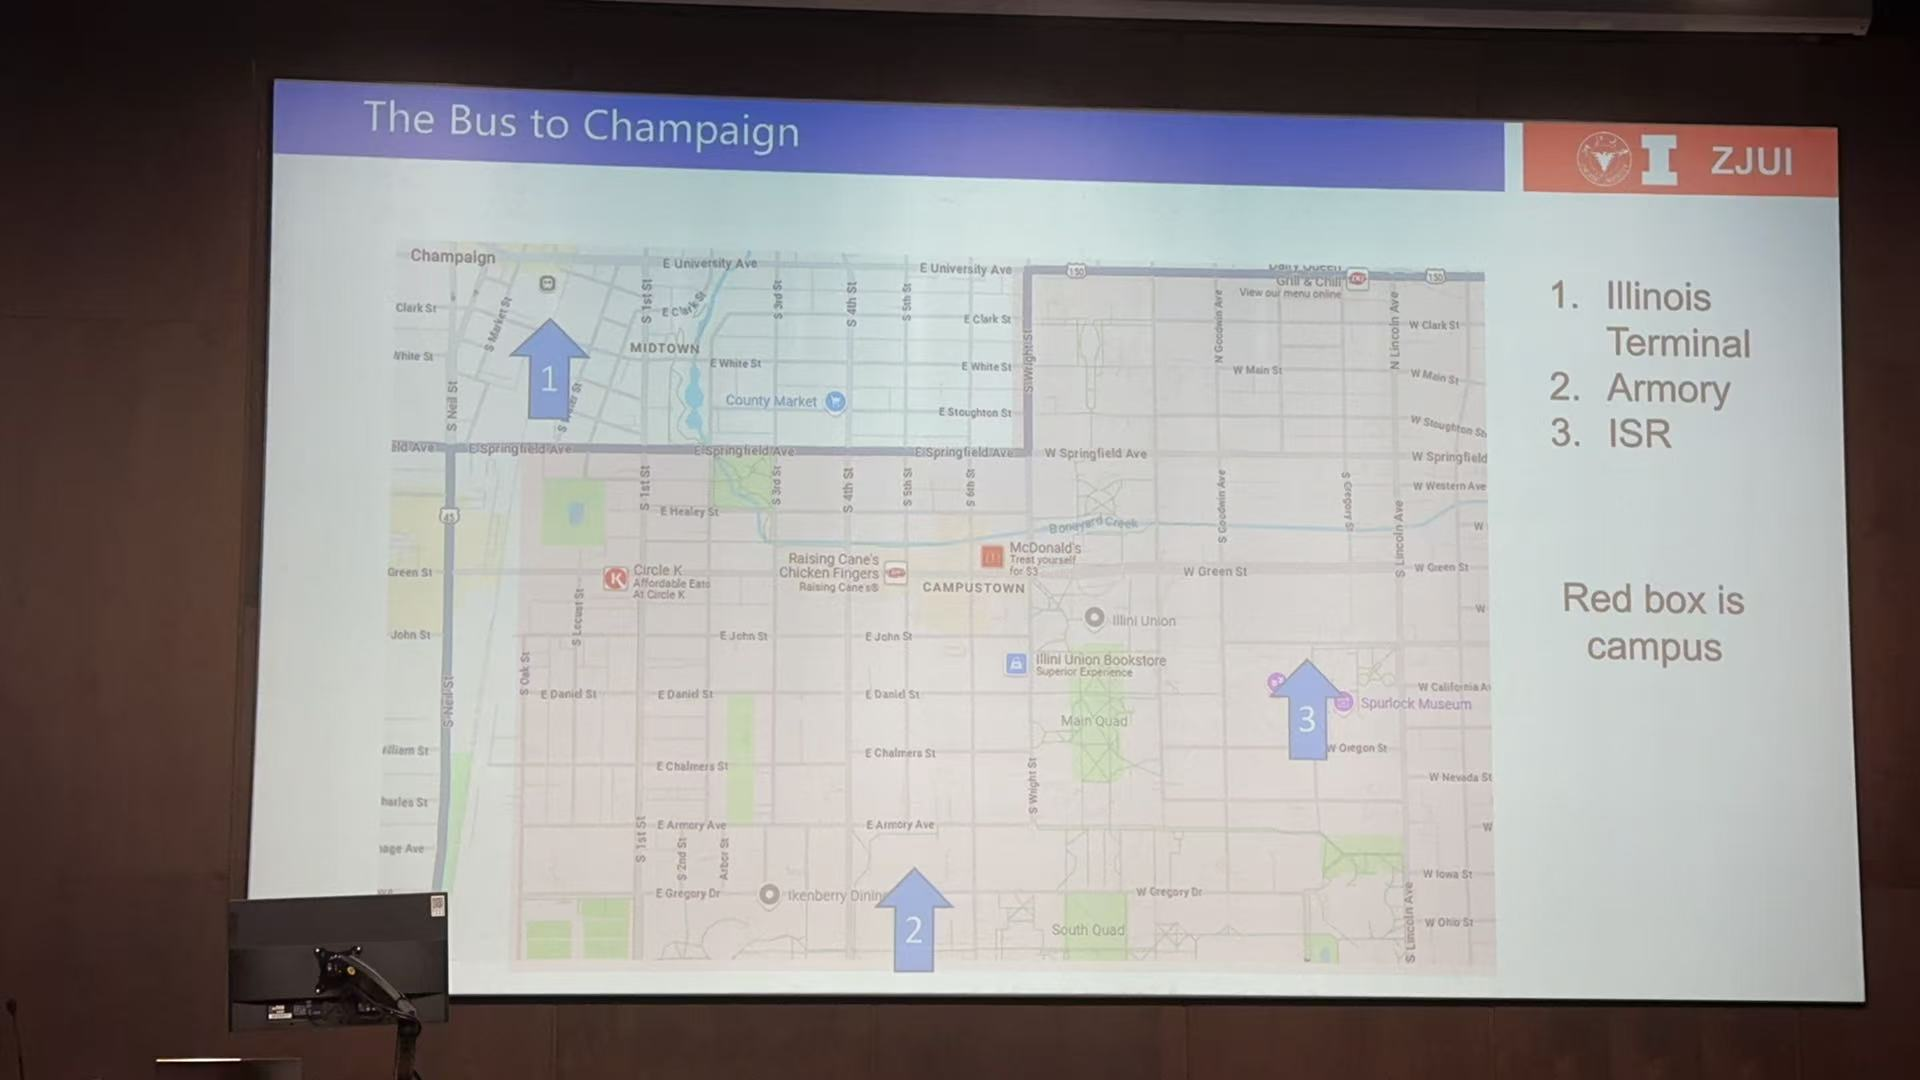 The Bus to Champaign
ZJUI
Champaign
E University Ave
E University Ave
150
150
Grill & Chill
View our menu online
Clark St
S Market St
S 1st St
E Clark St
S 3rd St
S 4th St
S 5th St
E Clark St
N Goodwin Ave
N Lincoln Ave
W Clark St
White St
MIDTOWN
E White St
E White St
S Wright St
W Main St
W Main St
1
S Neil St
County Market
E Stoughton St
W Stoughton St
E Springfield Ave
E Springfield Ave
E Springfield Ave
W Springfield Ave
W Springfield
S 1st St
S 3rd St
S 4th St
S 5th St
S 6th St
S Goodwin Ave
S Gregory St
W Western Ave
45
E Healey St
Boneyard Creek
W
S Lincoln Ave
Green St
Circle K
Affordable Eats
At Circle K
Raising Cane's
Chicken Fingers
Raising Cane's®
McDonald's
Treat yourself
for $3
CAMPUSTOWN
W Green St
W Green St
W
S Locust St
Illini Union
John St
E John St
E John St
Illini Union Bookstore
Superior Experience
S Oak St
S Neil St
E Daniel St
E Daniel St
E Daniel St
Main Quad
3
Spurlock Museum
W California Av
W Oregon St
illiam St
E Chalmers St
E Chalmers St
S Wright St
W Nevada St
harles St
S 1st St
E Armory Ave
E Armory Ave
W
S 2nd St
Arbor St
nage Ave
W Iowa St
E Gregory Dr
Ikenberry Dinin
2
W Gregory Dr
South Quad
S Lincoln Ave
W Ohio St
1. Illinois
Terminal
2. Armory
3. ISR
Red box is
campus